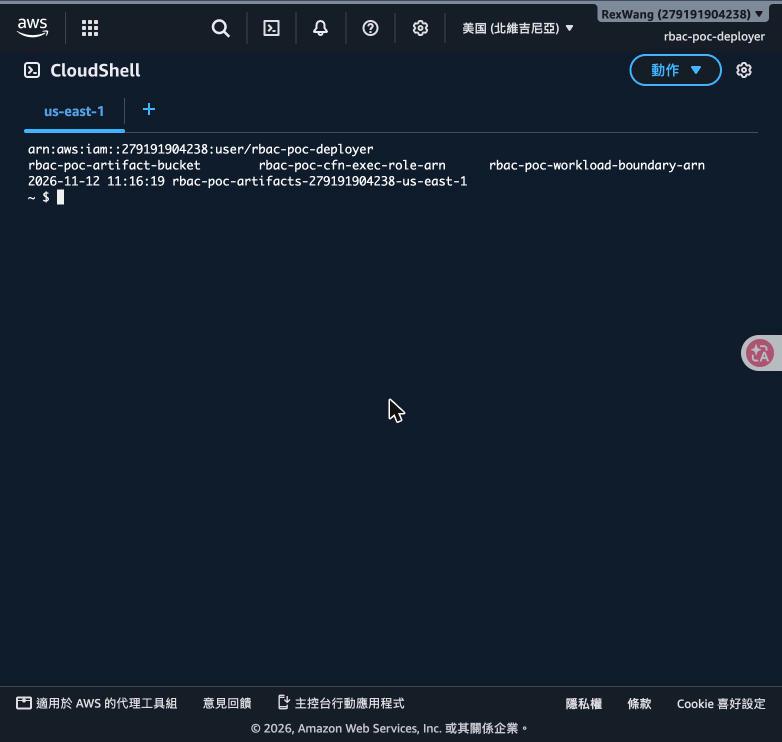 aws
美国 (北維吉尼亞)
RexWang (279191904238)
rbac-poc-deployer
CloudShell
動作
us-east-1
+
arn:aws:iam::279191904238:user/rbac-poc-deployer
rbac-poc-artifact-bucket rbac-poc-cfn-exec-role-arn rbac-poc-workload-boundary-arn
2026-11-12 11:16:19 rbac-poc-artifacts-279191904238-us-east-1
~ $
適用於 AWS 的代理工具組 意見回饋 主控台行動應用程式 隱私權 條款 Cookie 喜好設定
© 2026, Amazon Web Services, Inc. 或其關係企業。